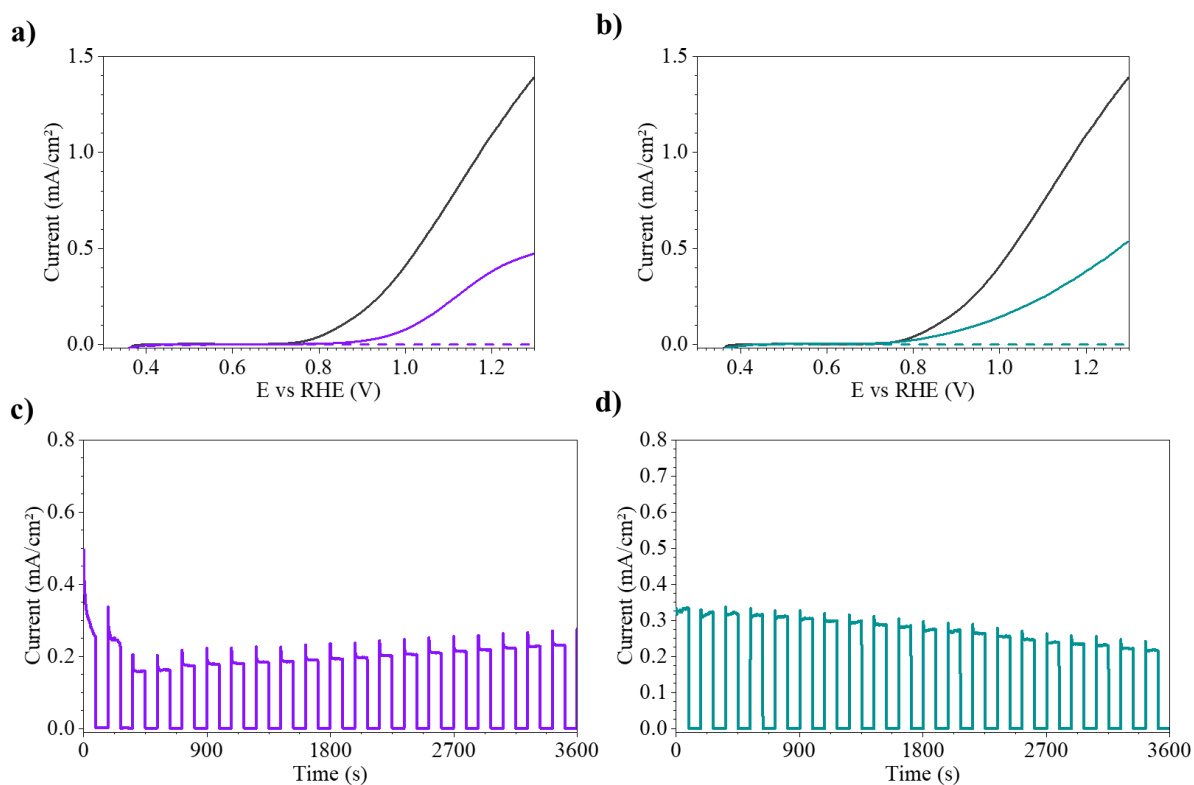 a)
1.5
1.0
0.5
0.0
Current (mA/cm²)
0.4 0.6 0.8 1.0 1.2
E vs RHE (V)
b)
1.5
1.0
0.5
0.0
Current (mA/cm²)
0.4 0.6 0.8 1.0 1.2
E vs RHE (V)
c)
0.8
0.6
0.4
0.2
0.0
Current (mA/cm²)
0 900 1800 2700 3600
Time (s)
d)
0.8
0.7
0.6
0.5
0.4
0.3
0.2
0.1
0.0
Current (mA/cm²)
0 900 1800 2700 3600
Time (s)